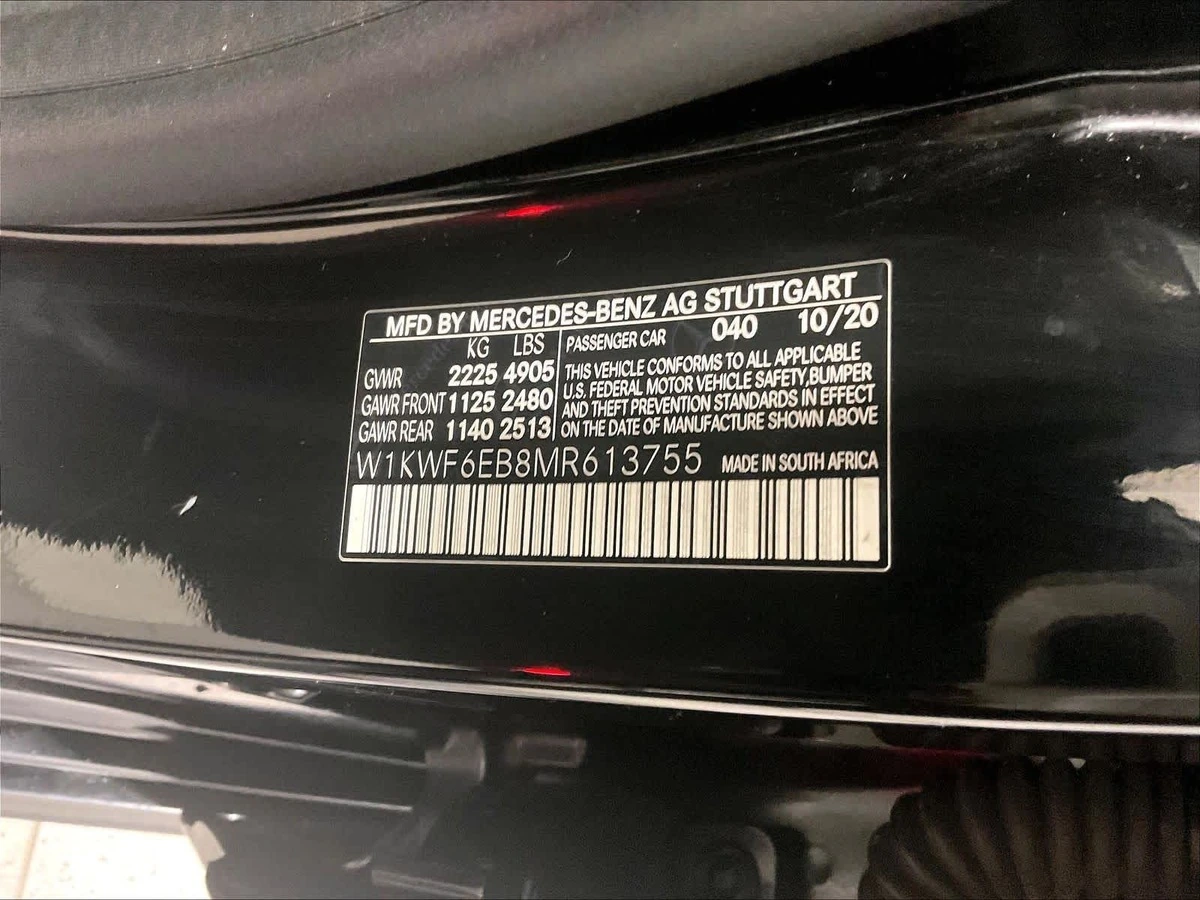 MFD BY MERCEDES-BENZ AG STUTTGART
KG LBS
GVWR 2225 4905
GAWR FRONT 1125 2480
GAWR REAR 1140 2513
PASSENGER CAR 040 10/20
THIS VEHICLE CONFORMS TO ALL APPLICABLE
U.S. FEDERAL MOTOR VEHICLE SAFETY,BUMPER
AND THEFT PREVENTION STANDARDS IN EFFECT
ON THE DATE OF MANUFACTURE SHOWN ABOVE
W1KWF6EB8MR613755 MADE IN SOUTH AFRICA